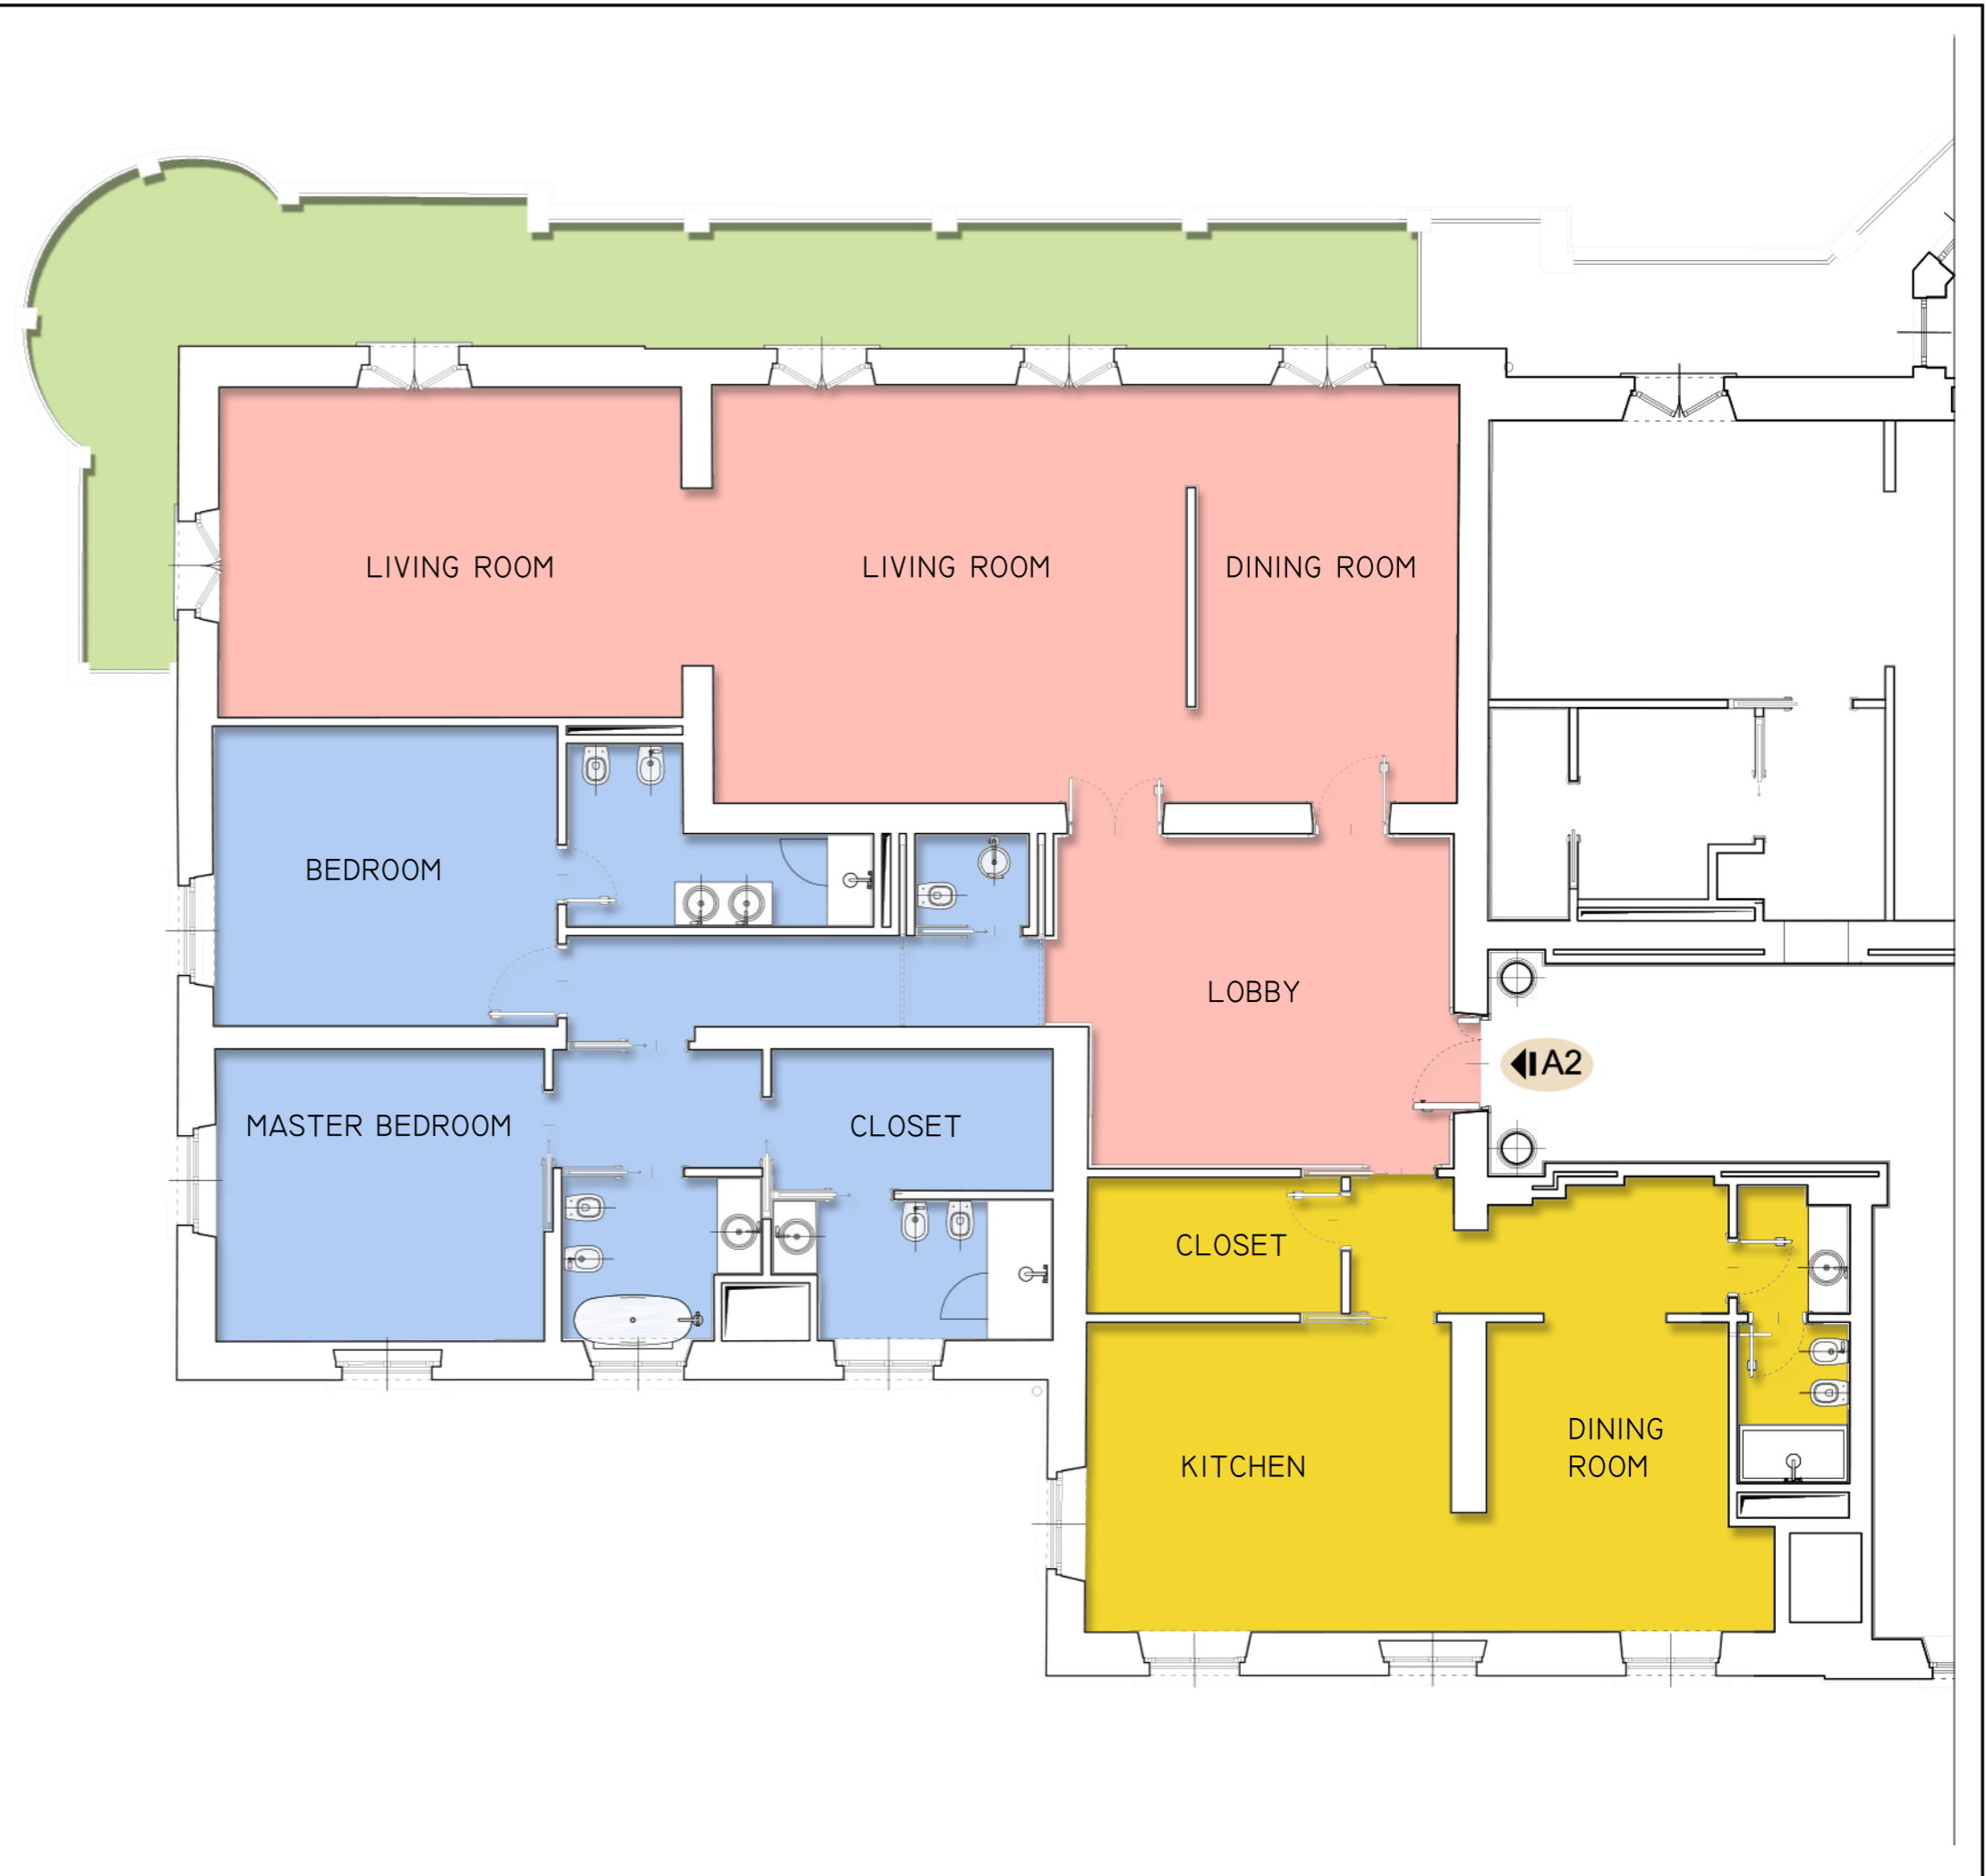 LIVING ROOM
LIVING ROOM
DINING ROOM
BEDROOM
LOBBY
A2
MASTER BEDROOM
CLOSET
CLOSET
DINING
ROOM
KITCHEN